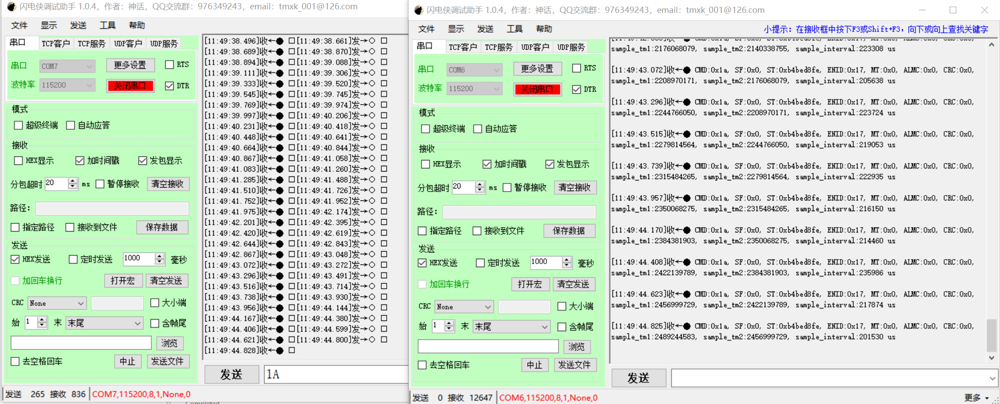 闪电侠调试助手 1.0.4，作者：神话，QQ交流群：976349243，email：tmxk_001@126.com
文件 显示 发送 工具 帮助
串口 TCP客户 TCP服务 UDP客户 UDP服务
串口 COM7 更多设置 RTS
波特率 115200 关闭串口 DTR
模式
超级终端 自动应答
接收
HEX显示 加时间戳 发包显示
分包超时 20 ms 暂停接收 清空接收
路径：
指定路径 接收到文件 保存数据
发送
HEX发送 定时发送 1000 毫秒
加回车换行 打开宏 清空发送
CRC None 大小端
始 1 末 末尾 含帧尾
浏览
去空格回车 中止 发送文件
[11:49:38.496]收←● □[11:49:38.661]发→○ □
[11:49:38.689]收←● □[11:49:38.870]发→○ □
[11:49:38.894]收←● □[11:49:39.088]发→○ □
[11:49:39.111]收←● □[11:49:39.306]发→○ □
[11:49:39.333]收←● □[11:49:39.520]发→○ □
[11:49:39.545]收←● □[11:49:39.745]发→○ □
[11:49:39.769]收←● □[11:49:39.974]发→○ □
[11:49:39.997]收←● □[11:49:40.206]发→○ □
[11:49:40.231]收←● □[11:49:40.418]发→○ □
[11:49:40.448]收←● □[11:49:40.641]发→○ □
[11:49:40.664]收←● □[11:49:40.844]发→○ □
[11:49:40.867]收←● □[11:49:41.058]发→○ □
[11:49:41.083]收←● □[11:49:41.260]发→○ □
[11:49:41.285]收←● □[11:49:41.488]发→○ □
[11:49:41.510]收←● □[11:49:41.726]发→○ □
[11:49:41.752]收←● □[11:49:41.952]发→○ □
[11:49:41.975]收←● □[11:49:42.174]发→○ □
[11:49:42.201]收←● □[11:49:42.395]发→○ □
[11:49:42.420]收←● □[11:49:42.619]发→○ □
[11:49:42.644]收←● □[11:49:42.843]发→○ □
[11:49:42.867]收←● □[11:49:43.048]发→○ □
[11:49:43.072]收←● □[11:49:43.272]发→○ □
[11:49:43.296]收←● □[11:49:43.491]发→○ □
[11:49:43.516]收←● □[11:49:43.714]发→○ □
[11:49:43.738]收←● □[11:49:43.930]发→○ □
[11:49:43.956]收←● □[11:49:44.144]发→○ □
[11:49:44.167]收←● □[11:49:44.380]发→○ □
[11:49:44.406]收←● □[11:49:44.599]发→○ □
[11:49:44.621]收←● □[11:49:44.800]发→○ □
[11:49:44.828]收←● □
发送 1A
发送 265 接收 836 COM7,115200,8,1,None,0
Completed
闪电侠调试助手 1.0.4，作者：神话，QQ交流群：976349243，email：tmxk_001@126.com
文件 显示 发送 工具 帮助
小提示：在接收框中按下F3或Shift+F3，向下或向上查找关键字
串口 TCP客户 TCP服务 UDP客户 UDP服务
串口 COM6 更多设置 RTS
波特率 115200 关闭串口 DTR
模式
超级终端 自动应答
接收
HEX显示 加时间戳 发包显示
分包超时 20 ms 暂停接收 清空接收
路径：
指定路径 接收到文件 保存数据
发送
HEX发送 定时发送 1000 毫秒
加回车换行 打开宏 清空发送
CRC None 大小端
始 1 末 末尾 含帧尾
浏览
去空格回车 中止 发送文件
sample_tm1:2176068079, sample_tm2:2140338755, sample_interval:223308 us
[11:49:43.072]收←● CMD:0x1a, SF:0x0, ST:0xb4bed8fe, ENID:0x17, MT:0x0, ALMC:0x0, CRC:0x0,
sample_tm1:2208970171, sample_tm2:2176068079, sample_interval:205638 us
[11:49:43.296]收←● CMD:0x1a, SF:0x0, ST:0xb4bed8fe, ENID:0x17, MT:0x0, ALMC:0x0, CRC:0x0,
sample_tm1:2244766050, sample_tm2:2208970171, sample_interval:223724 us
[11:49:43.515]收←● CMD:0x1a, SF:0x0, ST:0xb4bed8fe, ENID:0x17, MT:0x0, ALMC:0x0, CRC:0x0,
sample_tm1:2279814564, sample_tm2:2244766050, sample_interval:219053 us
[11:49:43.739]收←● CMD:0x1a, SF:0x0, ST:0xb4bed8fe, ENID:0x17, MT:0x0, ALMC:0x0, CRC:0x0,
sample_tm1:2315484265, sample_tm2:2279814564, sample_interval:222935 us
[11:49:43.957]收←● CMD:0x1a, SF:0x0, ST:0xb4bed8fe, ENID:0x17, MT:0x0, ALMC:0x0, CRC:0x0,
sample_tm1:2350068275, sample_tm2:2315484265, sample_interval:216150 us
[11:49:44.170]收←● CMD:0x1a, SF:0x0, ST:0xb4bed8fe, ENID:0x17, MT:0x0, ALMC:0x0, CRC:0x0,
sample_tm1:2384381903, sample_tm2:2350068275, sample_interval:214460 us
[11:49:44.408]收←● CMD:0x1a, SF:0x0, ST:0xb4bed8fe, ENID:0x17, MT:0x0, ALMC:0x0, CRC:0x0,
sample_tm1:2422139789, sample_tm2:2384381903, sample_interval:235986 us
[11:49:44.623]收←● CMD:0x1a, SF:0x0, ST:0xb4bed8fe, ENID:0x17, MT:0x0, ALMC:0x0, CRC:0x0,
sample_tm1:2456999729, sample_tm2:2422139789, sample_interval:217874 us
[11:49:44.825]收←● CMD:0x1a, SF:0x0, ST:0xb4bed8fe, ENID:0x17, MT:0x0, ALMC:0x0, CRC:0x0,
sample_tm1:2489244583, sample_tm2:2456999729, sample_interval:201530 us
发送
发送 0 接收 12647 COM6,115200,8,1,None,0 更多